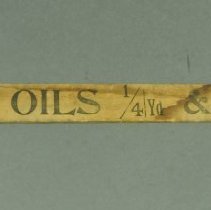 OILS 1/4 Yd &